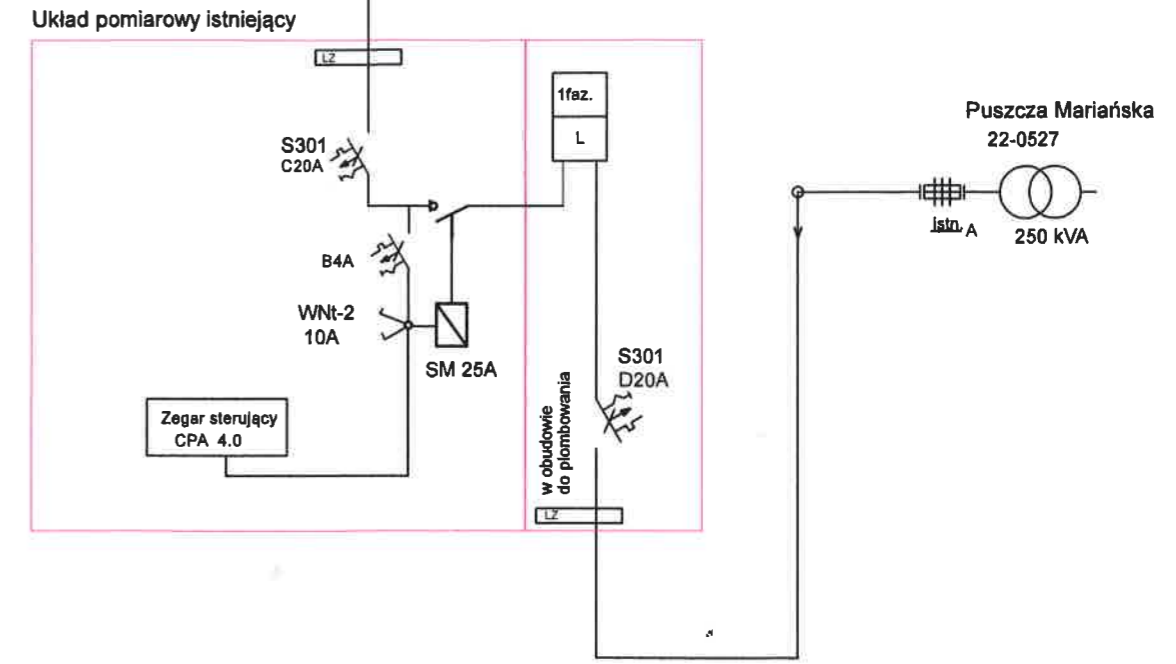 Układ pomiarowy istniejący
LZ
1faz.
L
S301
C20A
B4A
WNt-2
10A
SM 25A
Zegar sterujący
CPA 4.0
S301
D20A
w obudowie
do plombowania
LZ
Puszcza Mariańska
22-0527
istn. A
250 kVA